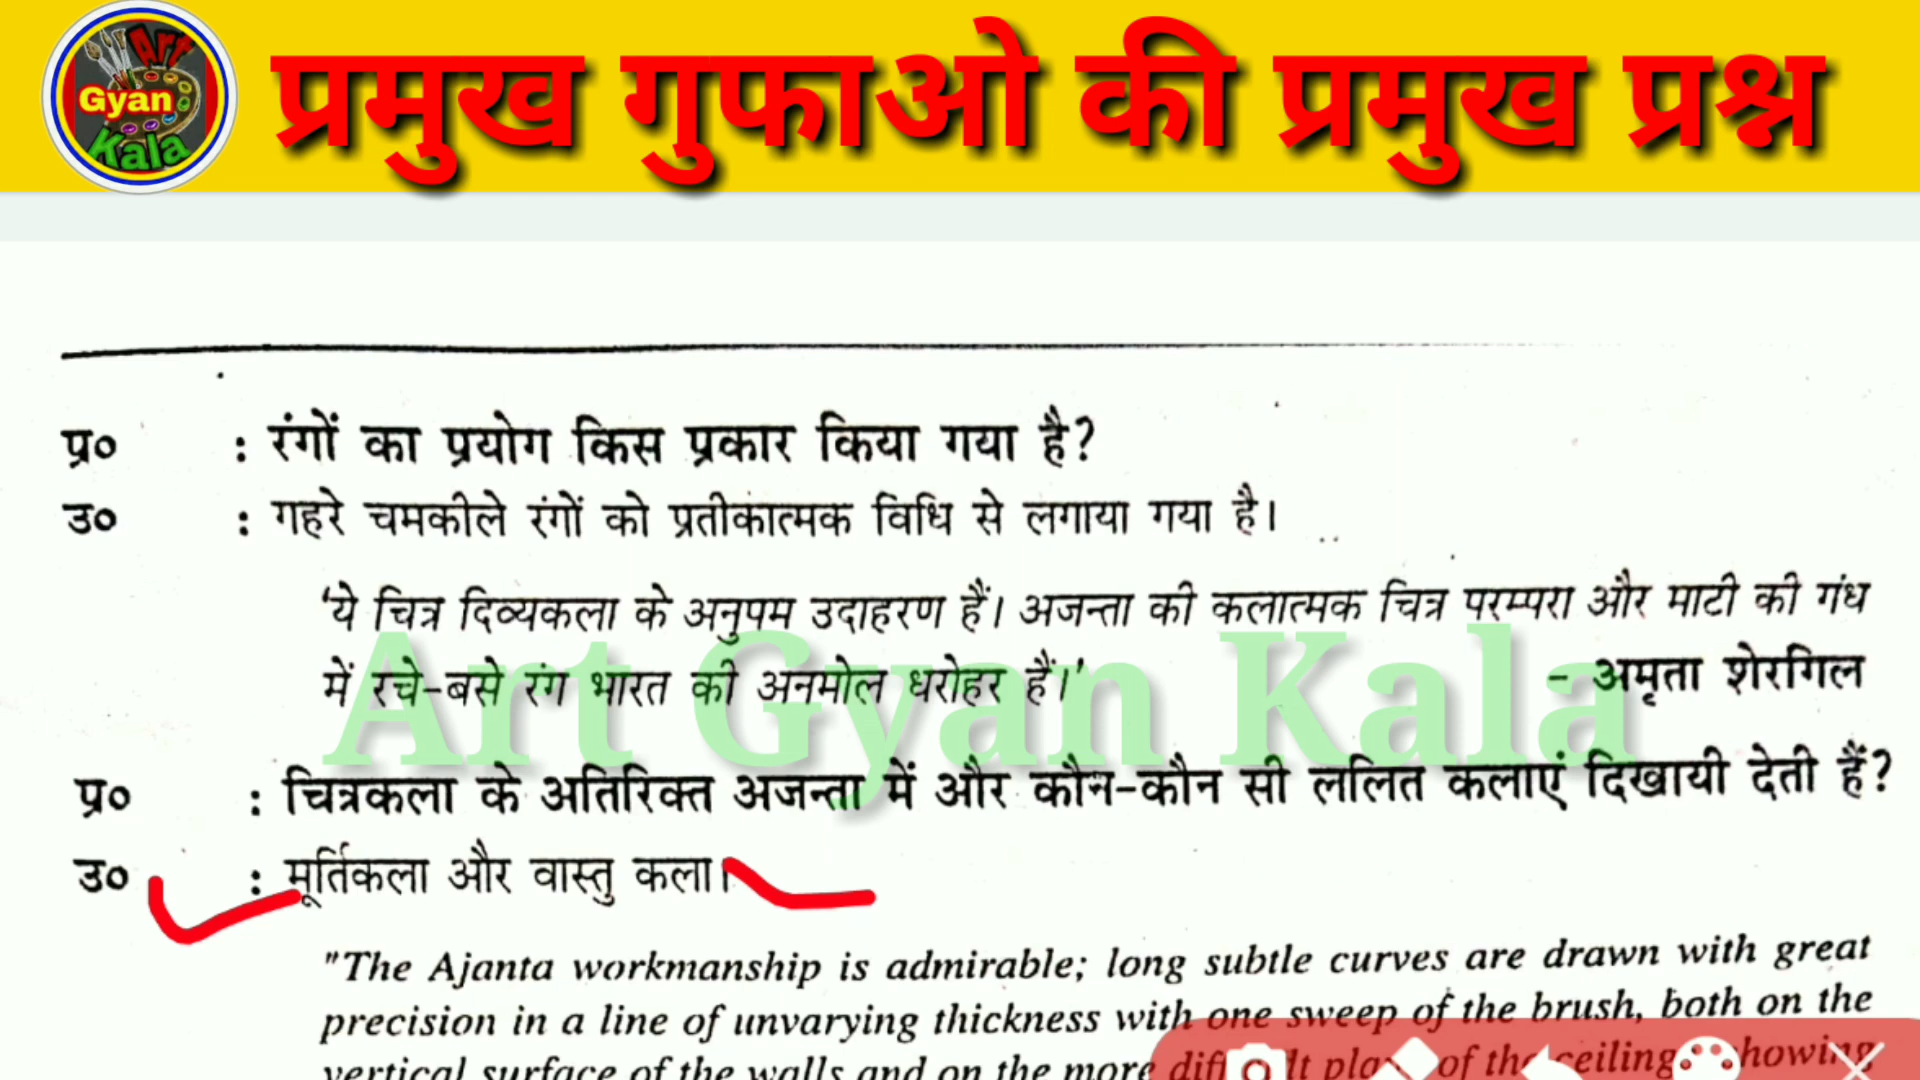 Art
Gyan
Kala
प्रमुख गुफाओ की प्रमुख प्रश्न
प्र० : रंगों का प्रयोग किस प्रकार किया गया है?
उ० : गहरे चमकीले रंगों को प्रतीकात्मक विधि से लगाया गया है।
'ये चित्र दिव्यकला के अनुपम उदाहरण हैं। अजन्ता की कलात्मक चित्र परम्परा और माटी की गंध
में रचे-बसे रंग भारत की अनमोल धरोहर हैं।' - अमृता शेरगिल
Art Gyan Kala
प्र० : चित्रकला के अतिरिक्त अजन्ता में और कौन-कौन सी ललित कलाएं दिखायी देती हैं?
उ० : मूर्तिकला और वास्तु कला।
"The Ajanta workmanship is admirable; long subtle curves are drawn with great
precision in a line of unvarying thickness with one sweep of the brush, both on the
vertical surface of the walls and on the more of the ceiling showing